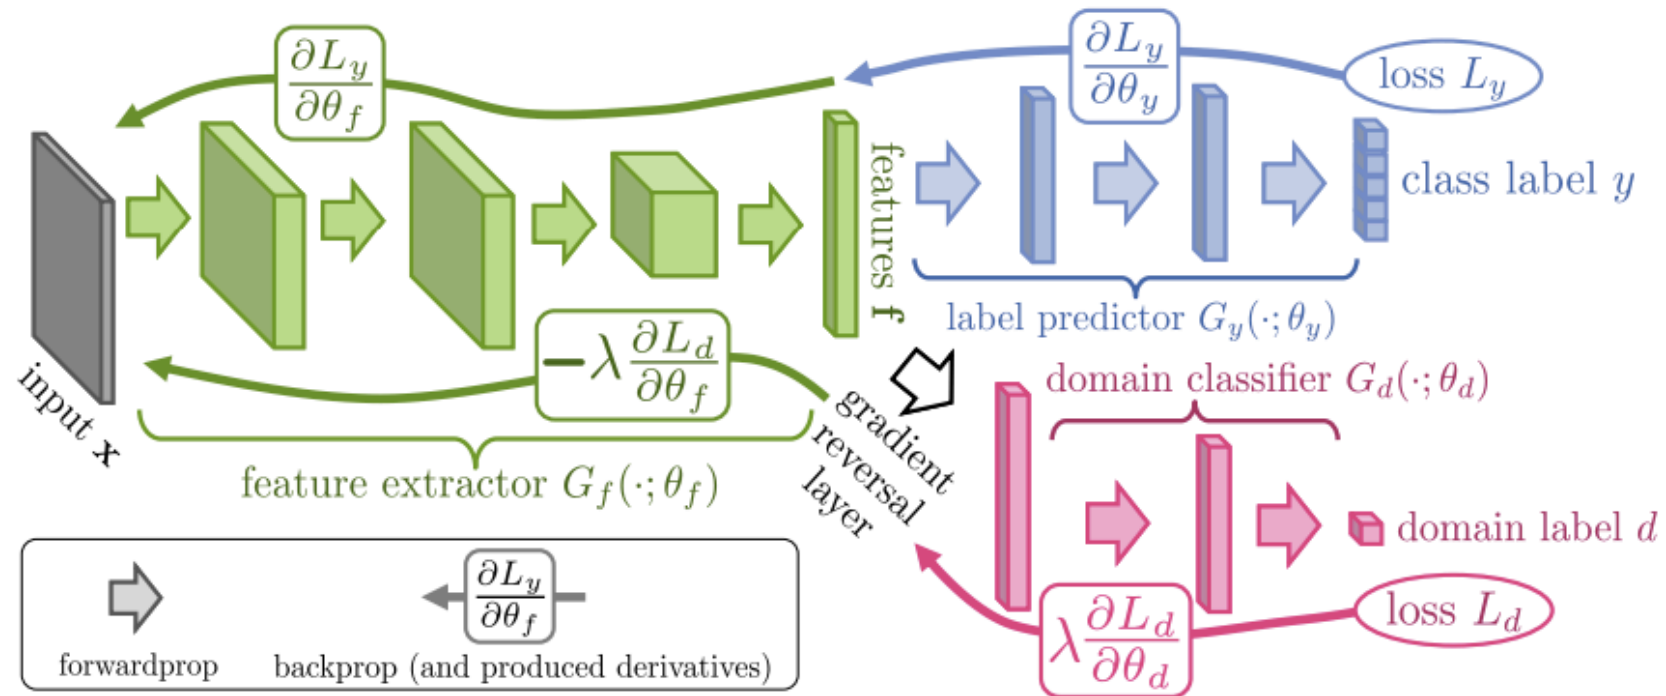 ∂L_y/∂θ_f
∂L_y/∂θ_y
loss L_y
features f
class label y
label predictor G_y(·; θ_y)
input x
−λ ∂L_d/∂θ_f
feature extractor G_f(·; θ_f)
gradient
reversal
layer
domain classifier G_d(·; θ_d)
domain label d
λ ∂L_d/∂θ_d
loss L_d
∂L_y/∂θ_f
forwardprop
backprop (and produced derivatives)